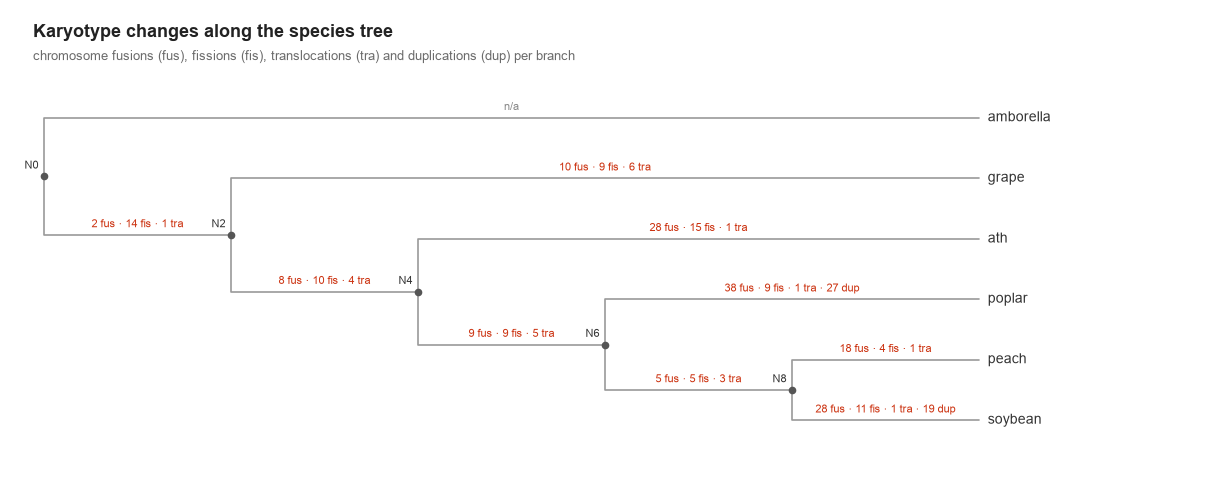 Karyotype changes along the species tree
chromosome fusions (fus), fissions (fis), translocations (tra) and duplications (dup) per branch
n/a
amborella
N0
10 fus · 9 fis · 6 tra
grape
2 fus · 14 fis · 1 tra
N2
28 fus · 15 fis · 1 tra
ath
8 fus · 10 fis · 4 tra
N4
38 fus · 9 fis · 1 tra · 27 dup
poplar
9 fus · 9 fis · 5 tra
N6
18 fus · 4 fis · 1 tra
peach
5 fus · 5 fis · 3 tra
N8
28 fus · 11 fis · 1 tra · 19 dup
soybean